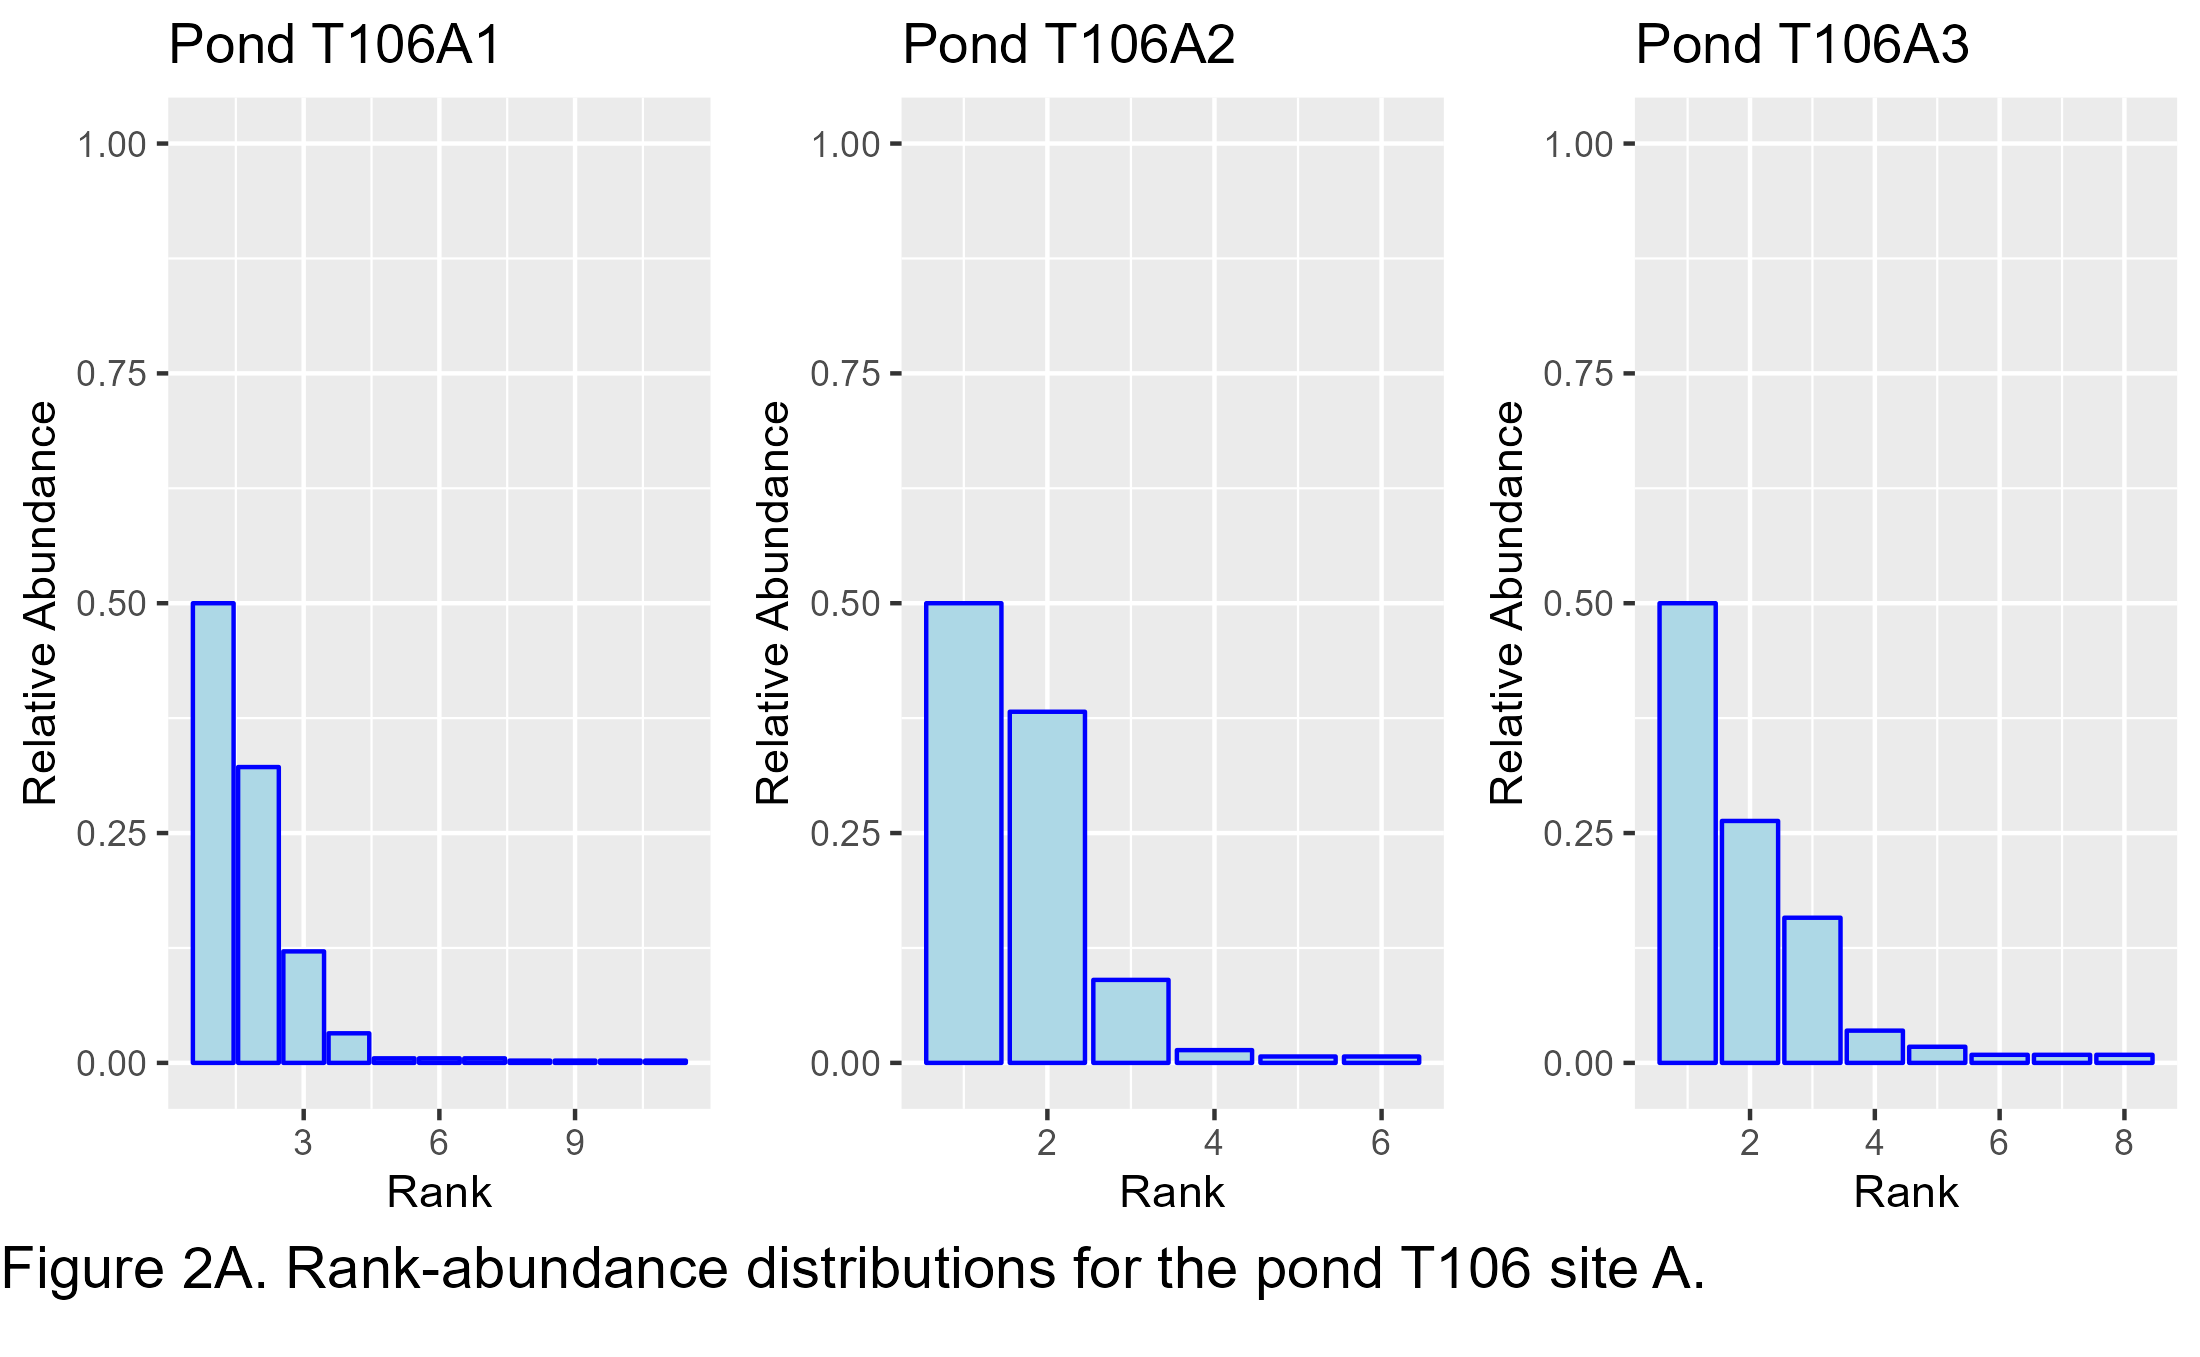 Pond T106A1
1.00
0.75
0.50
0.25
0.00
Relative Abundance
3 6 9
Rank
Pond T106A2
1.00
0.75
0.50
0.25
0.00
Relative Abundance
2 4 6
Rank
Pond T106A3
1.00
0.75
0.50
0.25
0.00
Relative Abundance
2 4 6 8
Rank
Figure 2A. Rank-abundance distributions for the pond T106 site A.